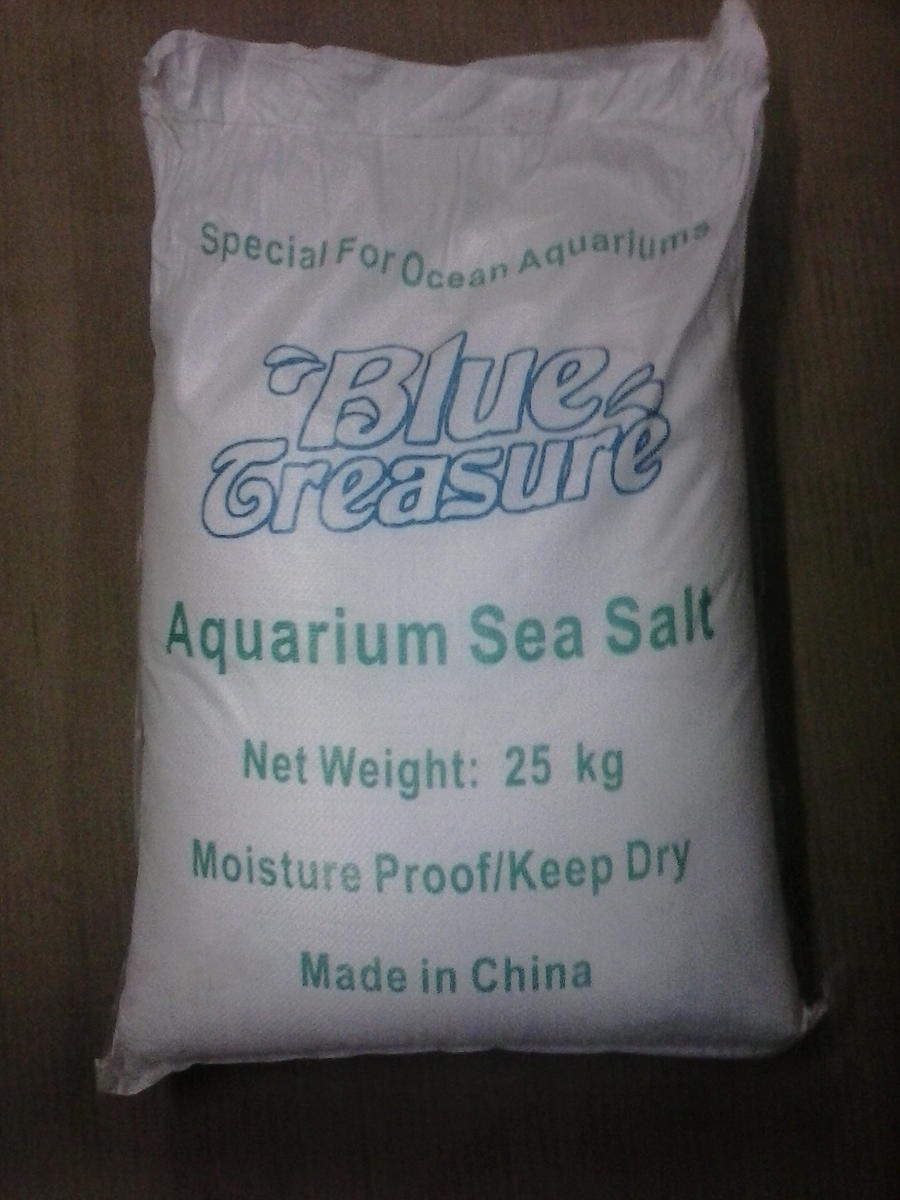 Special For Ocean Aquariums
Blue
Treasure
Aquarium Sea Salt
Net Weight: 25 kg
Moisture Proof/Keep Dry
Made in China